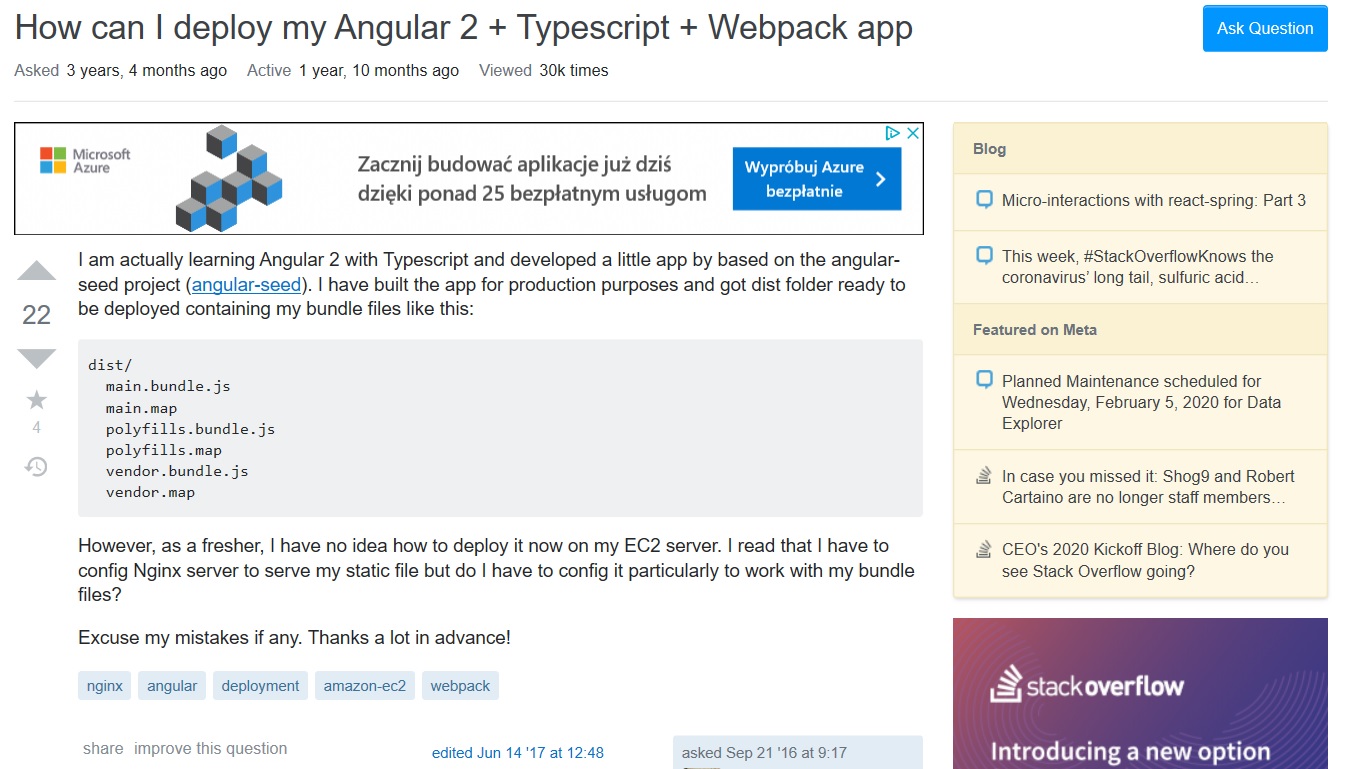 How can I deploy my Angular 2 + Typescript + Webpack app
Ask Question
Asked 3 years, 4 months ago Active 1 year, 10 months ago Viewed 30k times
Microsoft
Azure
Zacznij budować aplikacje już dziś
dzięki ponad 25 bezpłatnym usługom
Wypróbuj Azure
bezpłatnie
I am actually learning Angular 2 with Typescript and developed a little app by based on the angular-
seed project (angular-seed). I have built the app for production purposes and got dist folder ready to
be deployed containing my bundle files like this:
22
4
dist/
main.bundle.js
main.map
polyfills.bundle.js
polyfills.map
vendor.bundle.js
vendor.map
However, as a fresher, I have no idea how to deploy it now on my EC2 server. I read that I have to
config Nginx server to serve my static file but do I have to config it particularly to work with my bundle
files?
Excuse my mistakes if any. Thanks a lot in advance!
nginx angular deployment amazon-ec2 webpack
share improve this question
edited Jun 14 '17 at 12:48
asked Sep 21 '16 at 9:17
Blog
Micro-interactions with react-spring: Part 3
This week, #StackOverflowKnows the
coronavirus’ long tail, sulfuric acid…
Featured on Meta
Planned Maintenance scheduled for
Wednesday, February 5, 2020 for Data
Explorer
In case you missed it: Shog9 and Robert
Cartaino are no longer staff members…
CEO's 2020 Kickoff Blog: Where do you
see Stack Overflow going?
stackoverflow
Introducing a new option